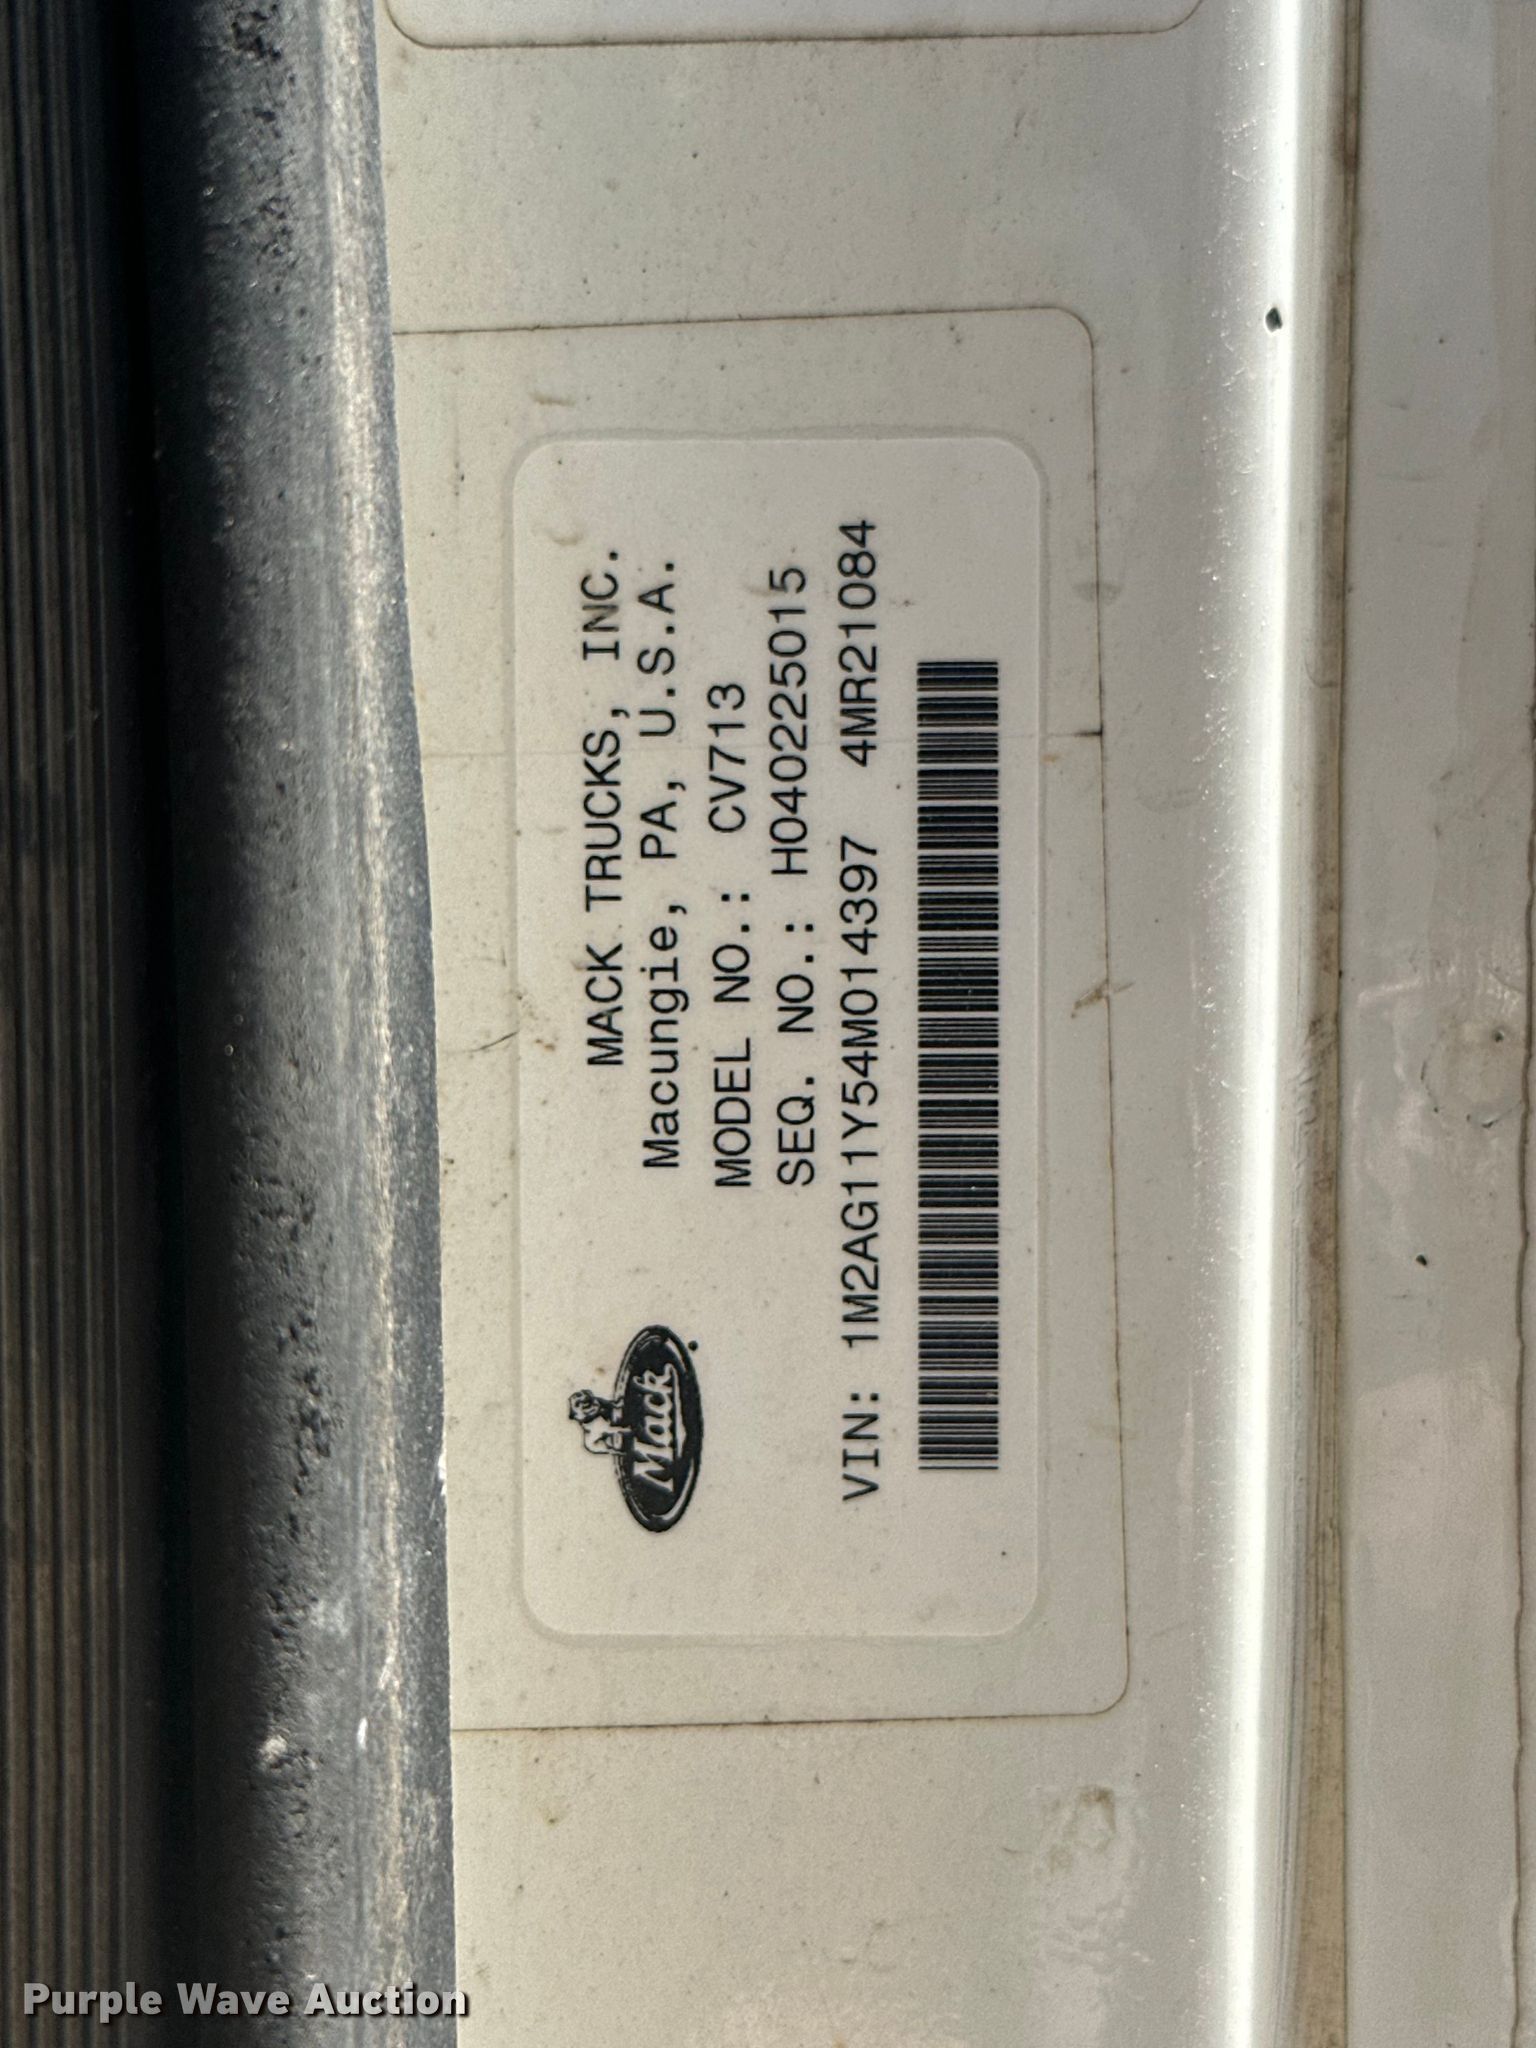 Mack
MACK TRUCKS, INC.
Macungie, PA, U.S.A.
MODEL NO.: CV713
SEQ. NO.: H040225015
VIN: 1M2AG11Y54M014397 4MR21084
Purple Wave Auction